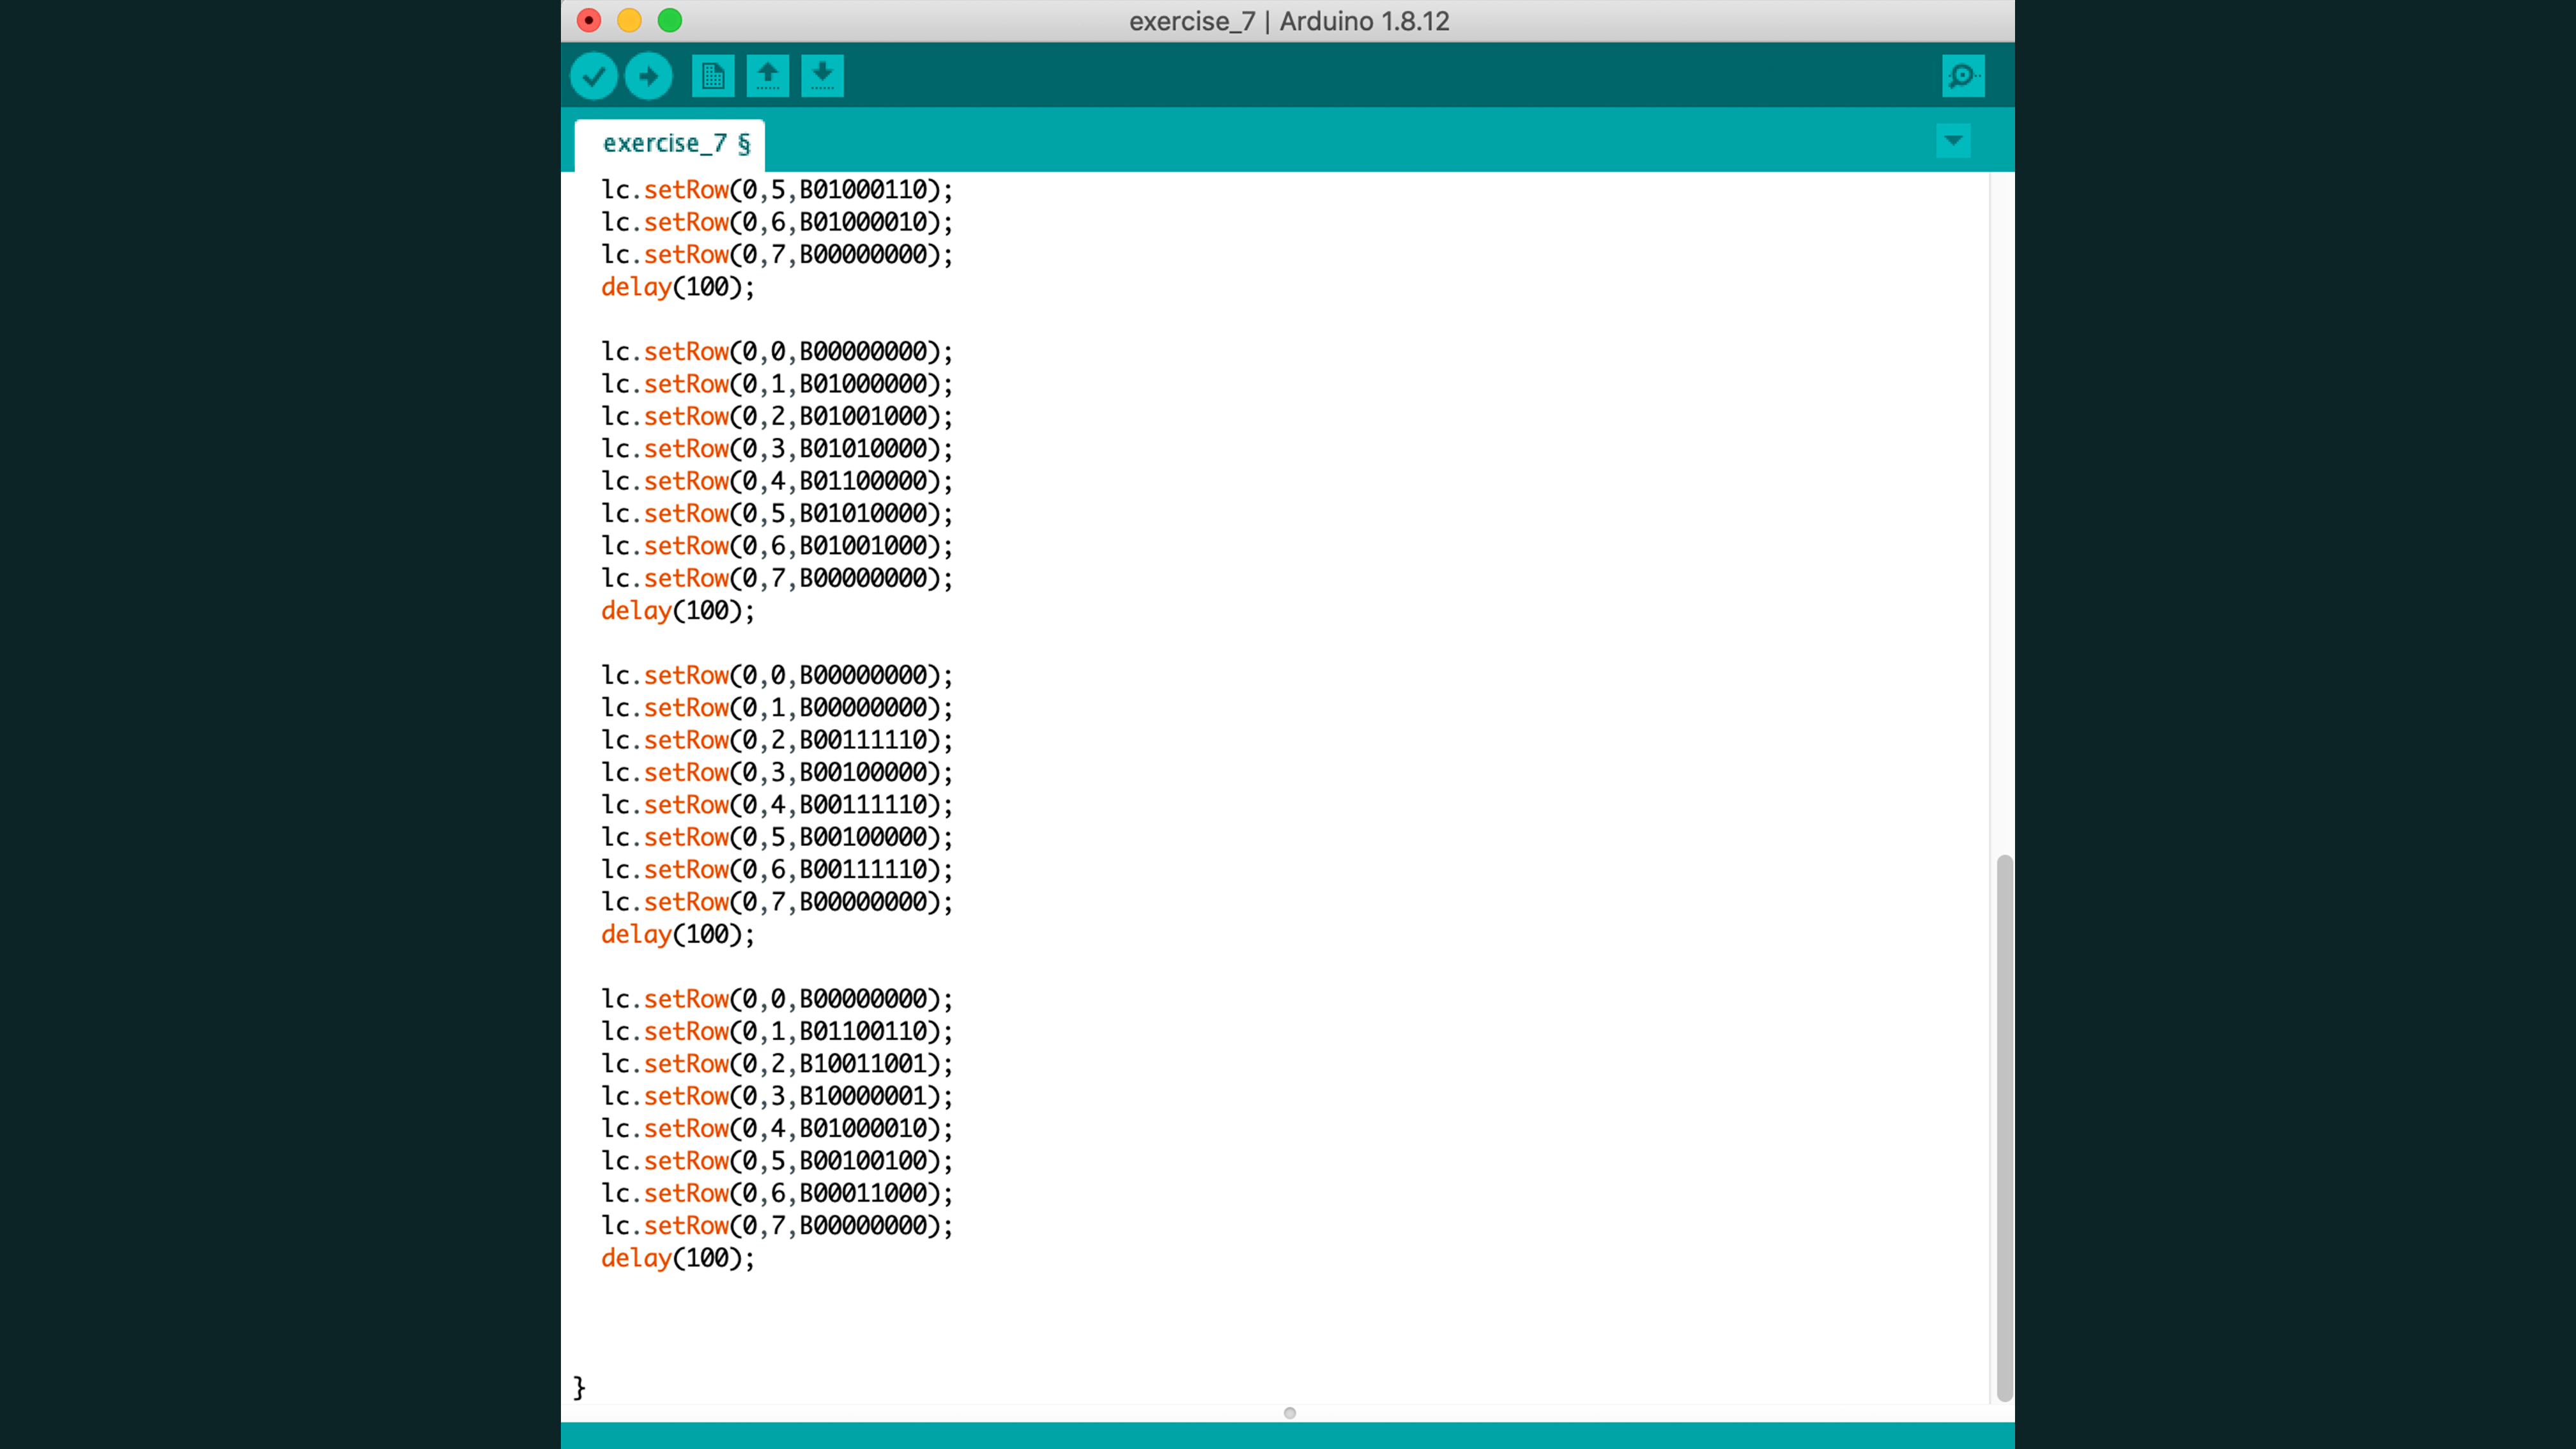 exercise_7 | Arduino 1.8.12
exercise_7 §
lc.setRow(0,5,B01000110);
lc.setRow(0,6,B01000010);
lc.setRow(0,7,B00000000);
delay(100);
lc.setRow(0,0,B00000000);
lc.setRow(0,1,B01000000);
lc.setRow(0,2,B01001000);
lc.setRow(0,3,B01010000);
lc.setRow(0,4,B01100000);
lc.setRow(0,5,B01010000);
lc.setRow(0,6,B01001000);
lc.setRow(0,7,B00000000);
delay(100);
lc.setRow(0,0,B00000000);
lc.setRow(0,1,B00000000);
lc.setRow(0,2,B00111110);
lc.setRow(0,3,B00100000);
lc.setRow(0,4,B00111110);
lc.setRow(0,5,B00100000);
lc.setRow(0,6,B00111110);
lc.setRow(0,7,B00000000);
delay(100);
lc.setRow(0,0,B00000000);
lc.setRow(0,1,B01100110);
lc.setRow(0,2,B10011001);
lc.setRow(0,3,B10000001);
lc.setRow(0,4,B01000010);
lc.setRow(0,5,B00100100);
lc.setRow(0,6,B00011000);
lc.setRow(0,7,B00000000);
delay(100);
}